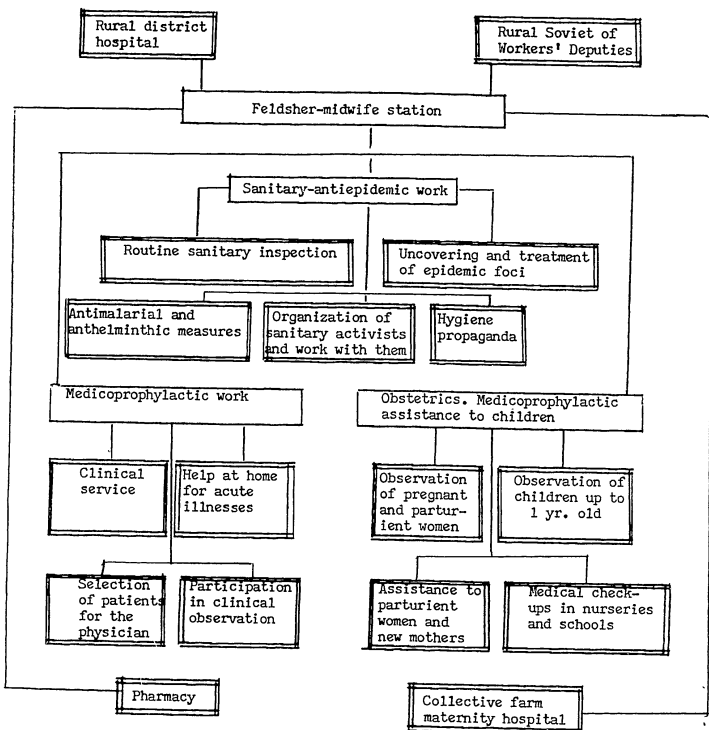 Rural district
hospital
Rural Soviet of
Workers' Deputies
Feldsher-midwife station
Sanitary-antiepidemic work
Routine sanitary inspection
Uncovering and treatment
of epidemic foci
Antimalarial and
anthelminthic measures
Organization of
sanitary activists
and work with them
Hygiene
propaganda
Medicoprophylactic work
Obstetrics. Medicoprophylactic
assistance to children
Clinical
service
Help at home
for acute
illnesses
Observation
of pregnant
and partur-
ient women
Observation of
children up to
1 yr. old
Selection
of patients
for the
physician
Participation
in clinical
observation
Assistance to
parturient
women and
new mothers
Medical check-
ups in nurseries
and schools
Pharmacy
Collective farm
maternity hospital